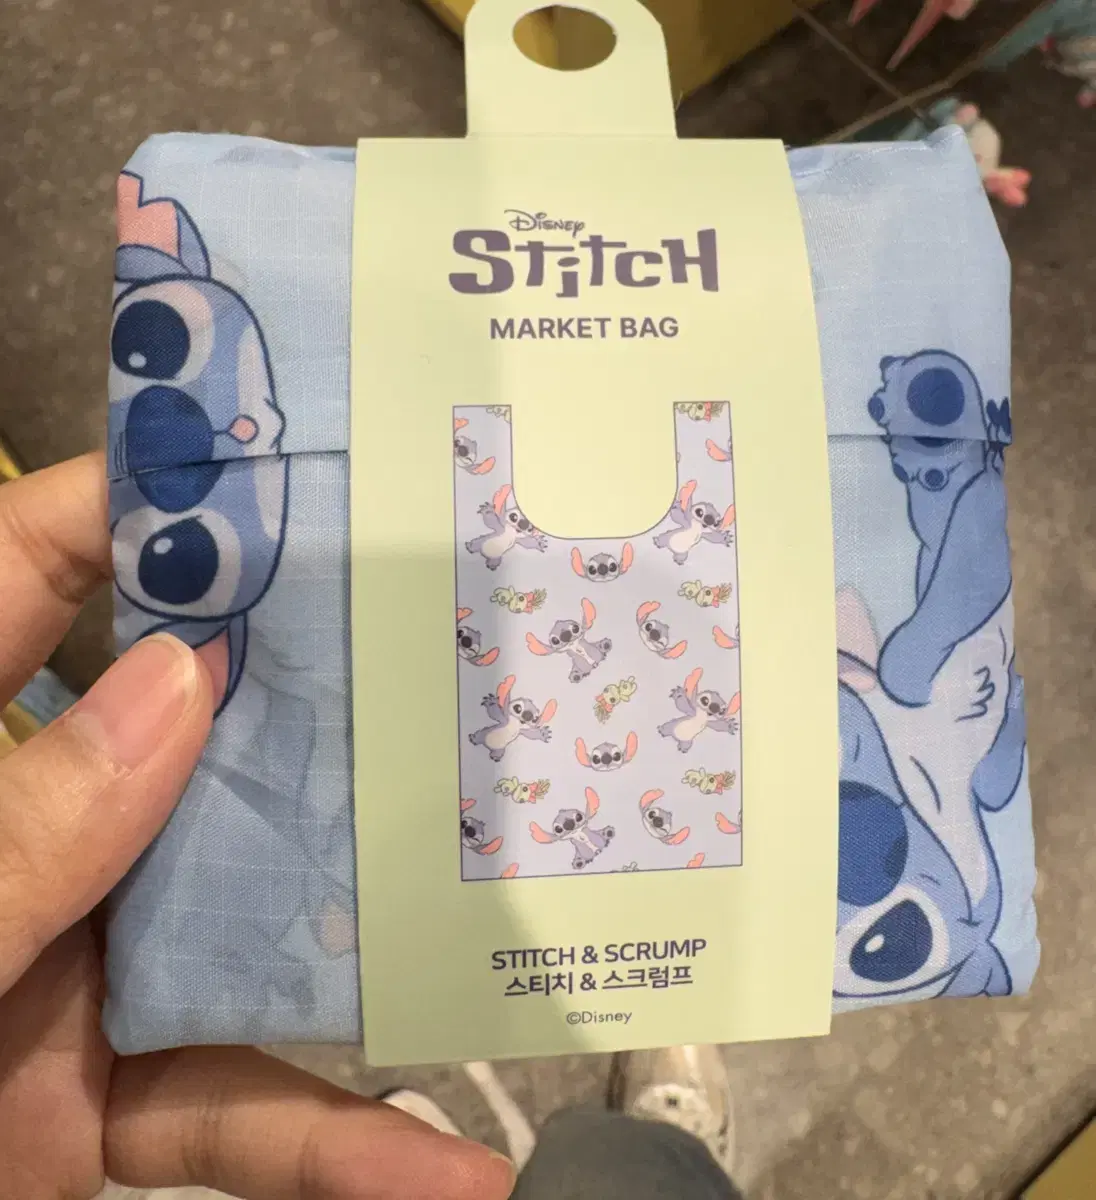 Disney
Stitch
MARKET BAG
STITCH & SCRUMP
스티치 & 스크럼프
©Disney